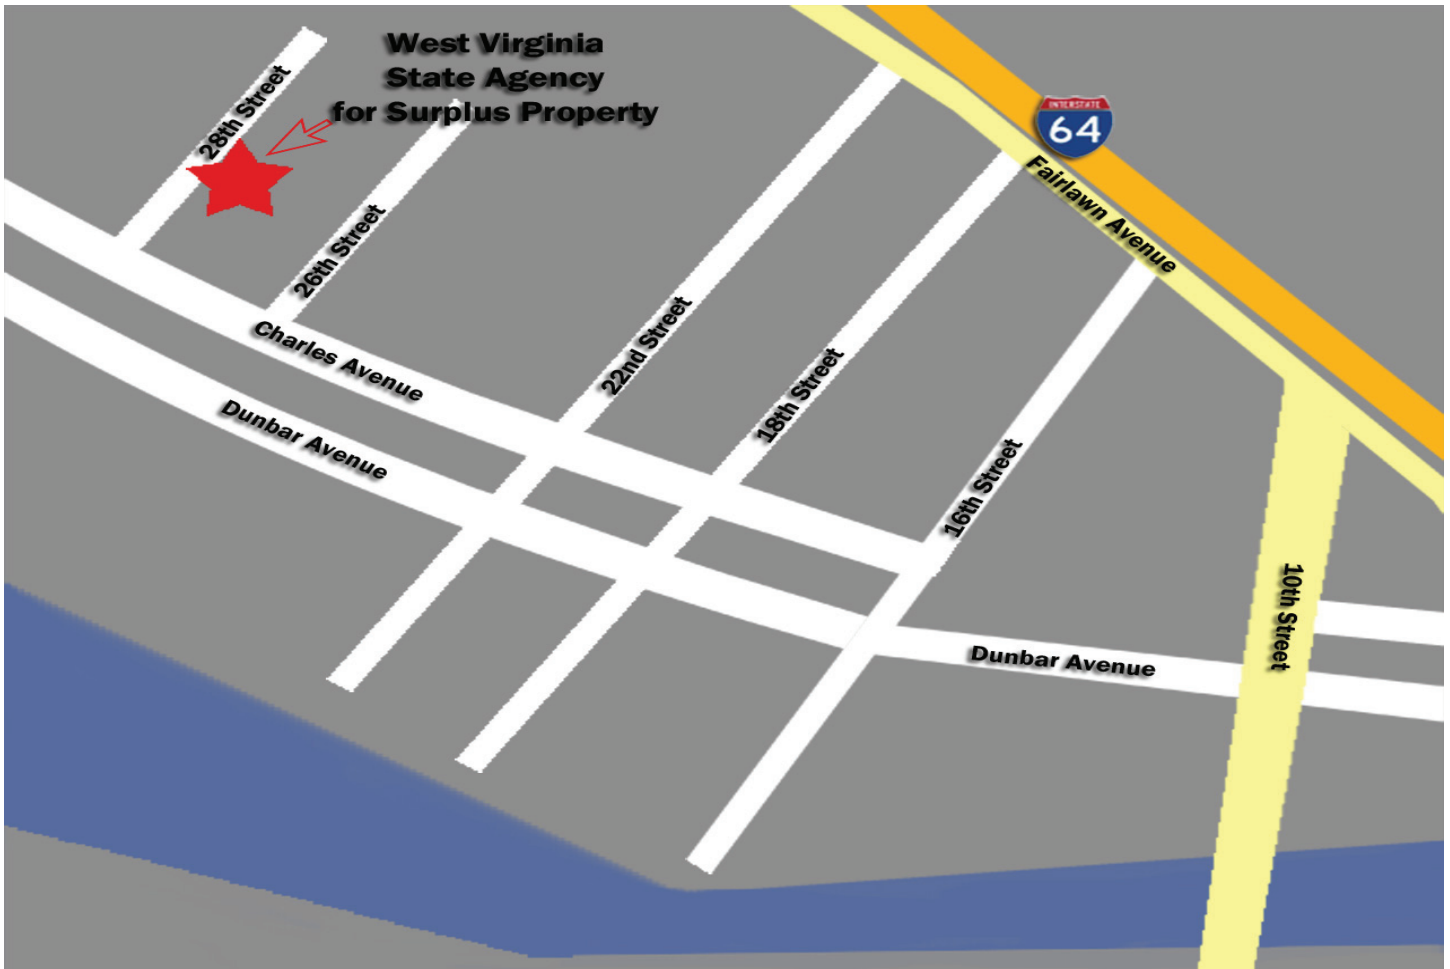 West Virginia
State Agency
for Surplus Property
28th Street
INTERSTATE
64
Fairlawn Avenue
26th Street
22nd Street
18th Street
Charles Avenue
Dunbar Avenue
16th Street
10th Street
Dunbar Avenue